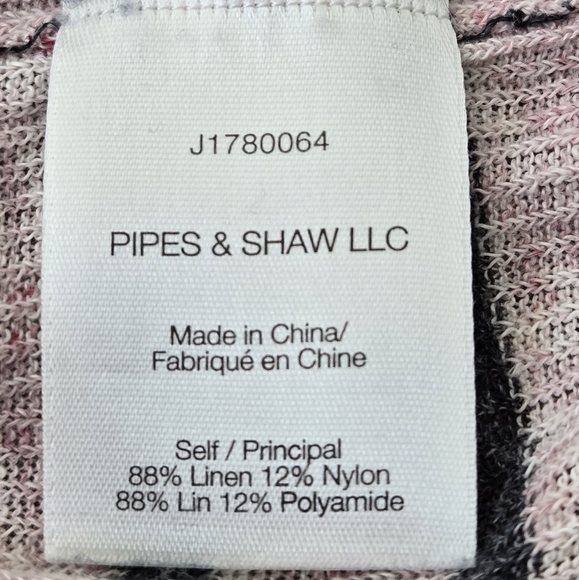 J1780064
PIPES & SHAW LLC
Made in China/
Fabriqué en Chine
Self / Principal
88% Linen 12% Nylon
88% Lin 12% Polyamide